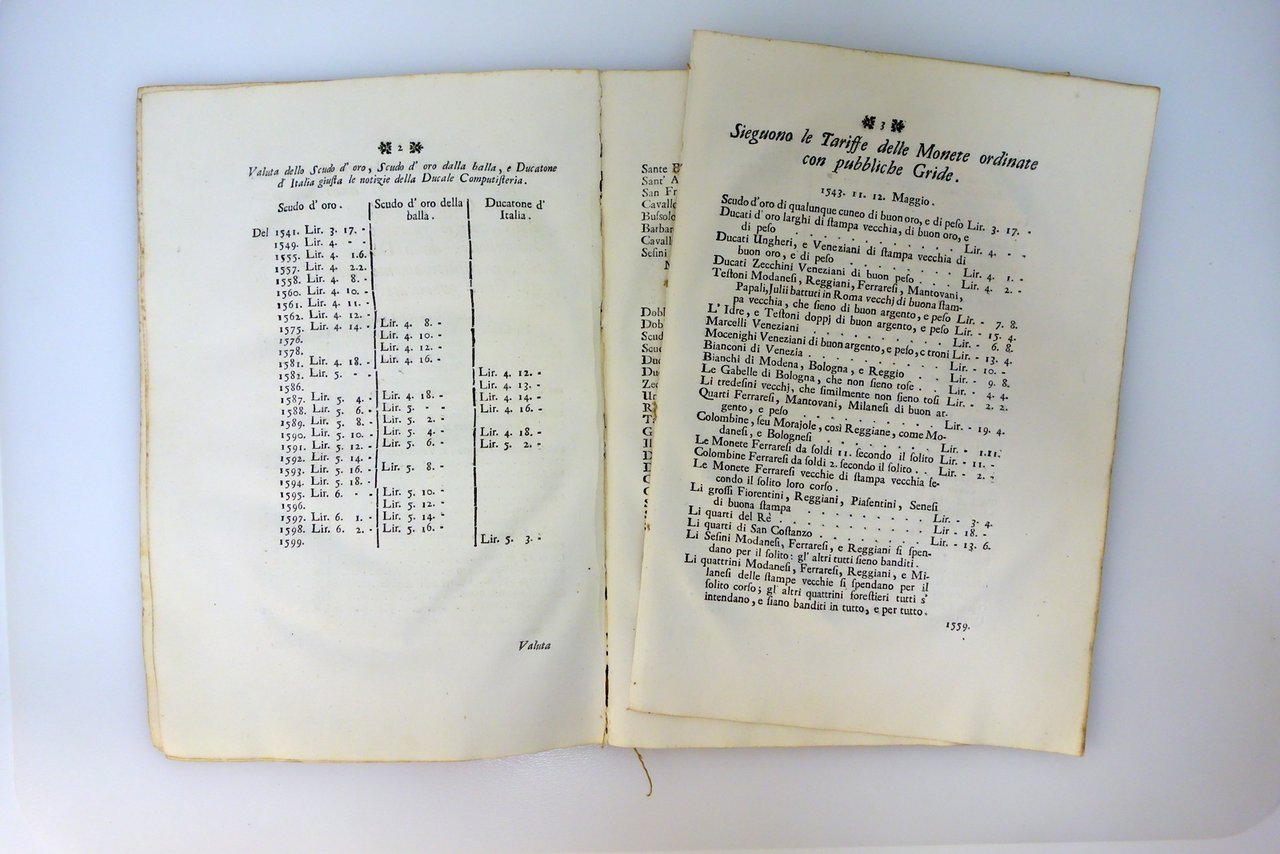 2
Valuta dello Scudo d' oro, Scudo d' oro dalla balla, e Ducatone
d' Italia giuſta le notizie della Ducale Computiſteria.
Scudo d' oro. Scudo d' oro della Ducatone d'
balla. Italia.
Del 1541. Lir. 3. 17. -
1549. Lir. 4. - -
1555. Lir. 4. 1.6.
1557. Lir. 4. 2.2.
1558. Lir. 4. 8. -
1560. Lir. 4. 10. -
1561. Lir. 4. 11. -
1562. Lir. 4. 12. -
1575. Lir. 4. 14. - Lir. 4. 8. -
1576. Lir. 4. 10. -
1578. Lir. 4. 12. -
1581. Lir. 4. 18. - Lir. 4. 16. -
1582. Lir. 5. - - Lir. 4. 12. -
1586. Lir. 4. 13. -
1587. Lir. 5. 4. - Lir. 4. 18. - Lir. 4. 14. -
1588. Lir. 5. 6. - Lir. 5. - - Lir. 4. 16. -
1589. Lir. 5. 8. - Lir. 5. 2. -
1590. Lir. 5. 10. - Lir. 5. 4. - Lir. 4. 18. -
1591. Lir. 5. 12. - Lir. 5. 6. - Lir. 5. 2. -
1592. Lir. 5. 14. -
1593. Lir. 5. 16. - Lir. 5. 8. -
1594. Lir. 5. 18. -
1595. Lir. 6. - - Lir. 5. 10. -
1596. Lir. 5. 12. -
1597. Lir. 6. 1. - Lir. 5. 14. -
1598. Lir. 6. 2. - Lir. 5. 16. -
1599. Lir. 5. 3. -
Valuta
Sante
Sant' A
San Fr
Cavall
Buſsol
Barbar
Cavall
Seſini
Dobl
Dob
Scud
3
Sieguono le Tariffe delle Monete ordinate
con pubbliche Gride.
1543. 11. 12. Maggio.
Scudo d'oro di qualunque cuneo di buon oro, e di peſo Lir. 3. 17. -
Ducati d' oro larghi di ſtampa vecchia, di buon oro, e
di peſo . . . . . . . . . . Lir. 4. - -
Ducati Ungheri, e Veneziani di ſtampa vecchia di
buon oro, e di peſo . . . . . . . Lir. 4. 1. -
Ducati Zecchini Veneziani di buon peſo . . . Lir. 4. 2. -
Teſtoni Modaneſi, Reggiani, Ferrareſi, Mantovani,
Papali, Julii battuti in Roma vecchj di buona ſtam-
pa vecchia, che ſieno di buon argento, e peſo Lir. - 7. 8.
L' Idre, e Teſtoni doppj di buon argento, e peſo Lir. - 15. 4.
Marcelli Veneziani . . . . . . . . Lir. - 6. 8.
Mocenighi Veneziani di buon argento, e peſo, e troni Lir. - 13. 4.
Bianconi di Venezia . . . . . . . . Lir. - 10. -
Bianchi di Modena, Bologna, e Reggio . . . Lir. - 9. 8.
Le Gabelle di Bologna, che non ſieno toſe . . Lir. - 4. 4.
Li tredeſini vecchj, che ſimilmente non ſieno toſi Lir. - 2. 2.
Quarti Ferrareſi, Mantovani, Milaneſi di buon ar-
gento, e peso . . . . . . . . . Lir. - 19. 4.
Colombine, ſeu Morajole, così Reggiane, come Mo-
daneſi, e Bologneſi . . . . . . . Lir. - 1.11.
Le Monete Ferrareſi da ſoldi 11. ſecondo il ſolito Lir. - 11. -
Colombine Ferrareſi da ſoldi 2. ſecondo il ſolito . . Lir. - 2. -
Le Monete Ferrareſi vecchie di ſtampa vecchia ſe-
condo il ſolito loro corſo.
Li groſſi Fiorentini, Reggiani, Piaſentini, Seneſi
di buona ſtampa . . . . . . . . Lir. - 3. 4.
Li quarti del Rè . . . . . . . . . Lir. - 18. -
Li quarti di San Coſtanzo . . . . . . . Lir. - 13. 6.
Li Seſini Modaneſi, Ferrareſi, e Reggiani ſi ſpen-
dano per il ſolito: gl' altri tutti ſieno banditi.
Li quattrini Modaneſi, Ferrareſi, Reggiani, e Mi-
laneſi delle ſtampe vecchie ſi ſpendano per il
ſolito corſo; gl' altri quattrini foreſtieri tutti s'
intendano, e ſiano banditi in tutto, e per tutto.
1559.